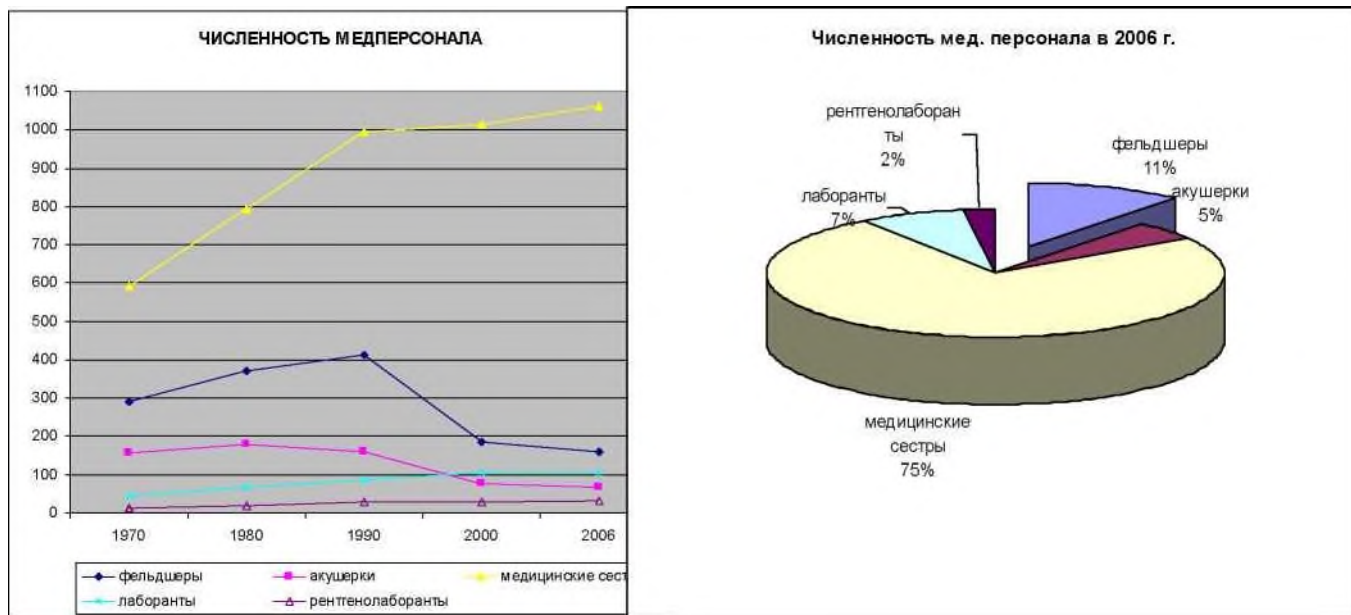 ЧИСЛЕННОСТЬ МЕДПЕРСОНАЛА
1100
1000
900
800
700
600
500
400
300
200
100
0
1970 1980 1990 2000 2006
фельдшеры акушерки медицинские сест
лаборанты рентгенолаборанты
Численность мед. персонала в 2006 г.
рентгенолаборан
ты
2%
фельдшеры
11%
акушерки
5%
лаборанты
7%
медицинские
сестры
75%